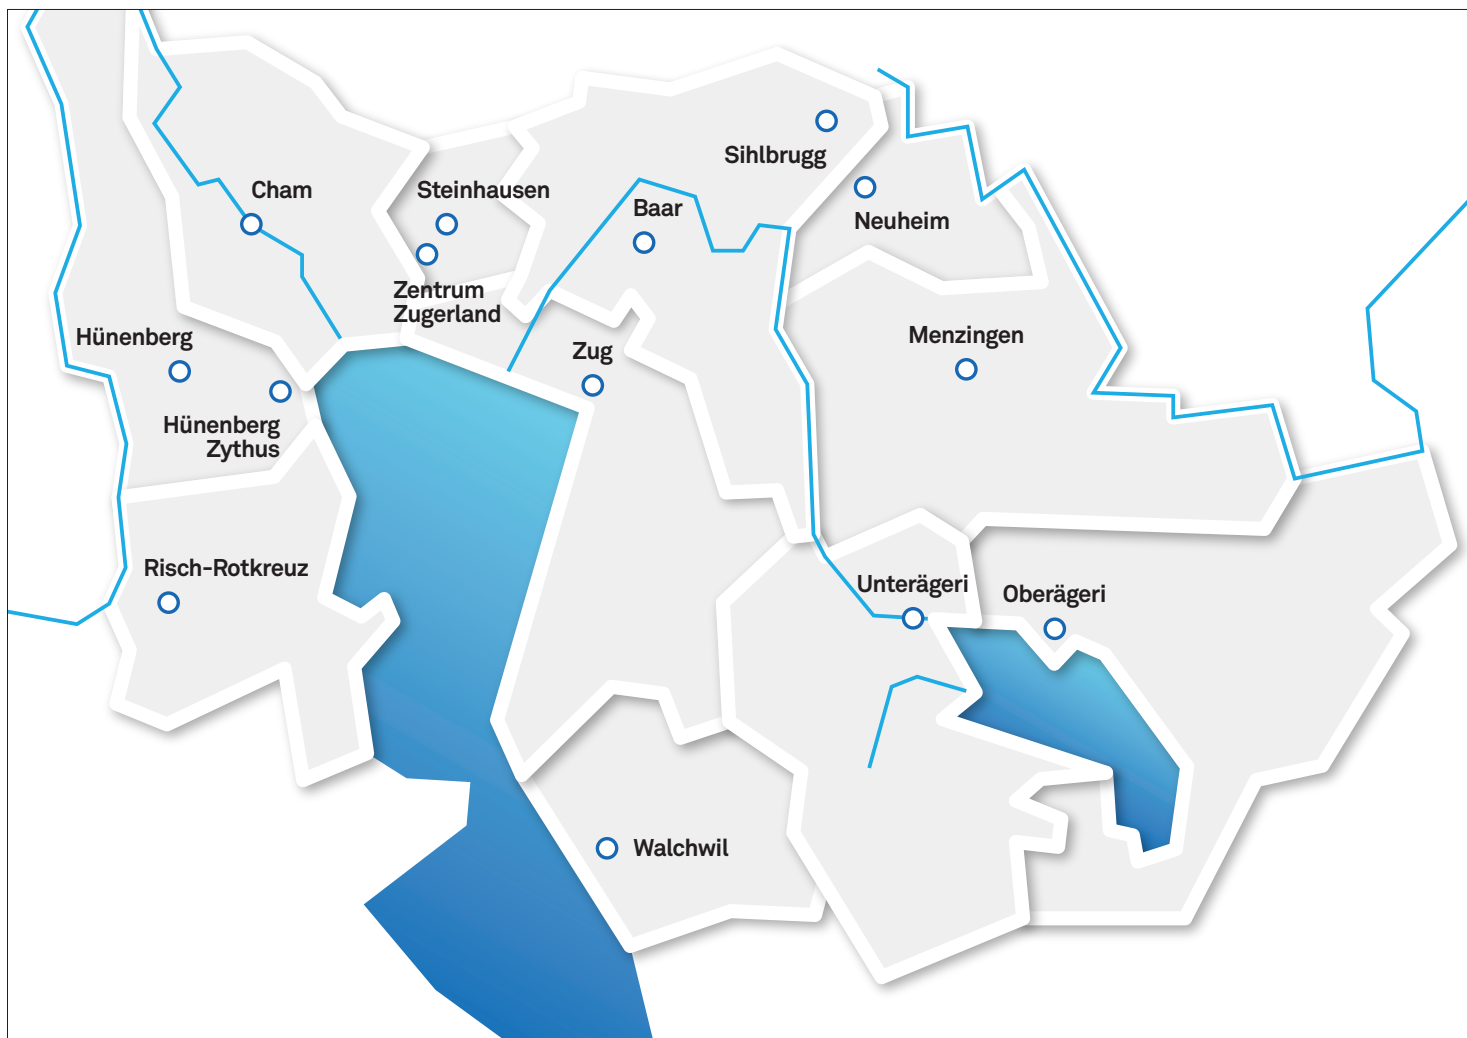 Sihlbrugg
Cham
Steinhausen
Baar
Neuheim
Zentrum
Zugerland
Hünenberg
Zug
Menzingen
Hünenberg
Zythus
Risch-Rotkreuz
Unterägeri
Oberägeri
Walchwil